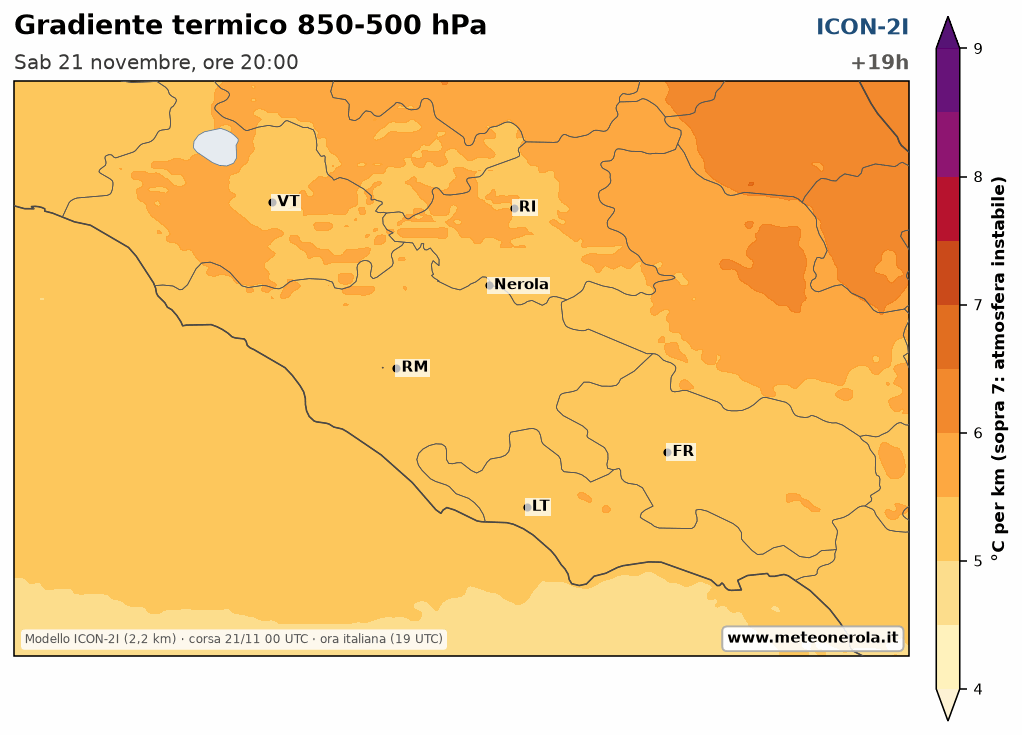 Gradiente termico 850-500 hPa
ICON-2I
Sab 21 novembre, ore 20:00
+19h
VT
RI
Nerola
RM
FR
LT
Modello ICON-2I (2,2 km) · corsa 21/11 00 UTC · ora italiana (19 UTC)
www.meteonerola.it
9
8
7
6
5
4
°C per km (sopra 7: atmosfera instabile)